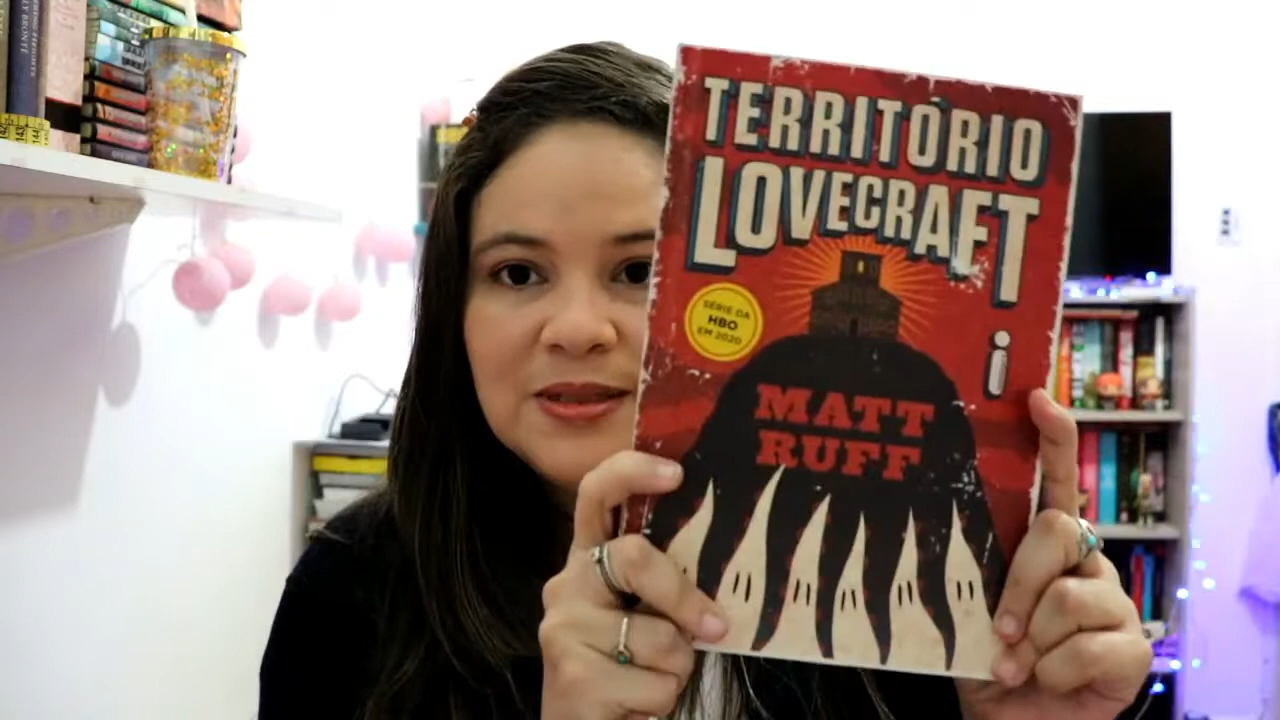 TERRITÓRIO
LOVECRAFT
SÉRIE DA
HBO
EM 2020
MATT
RUFF